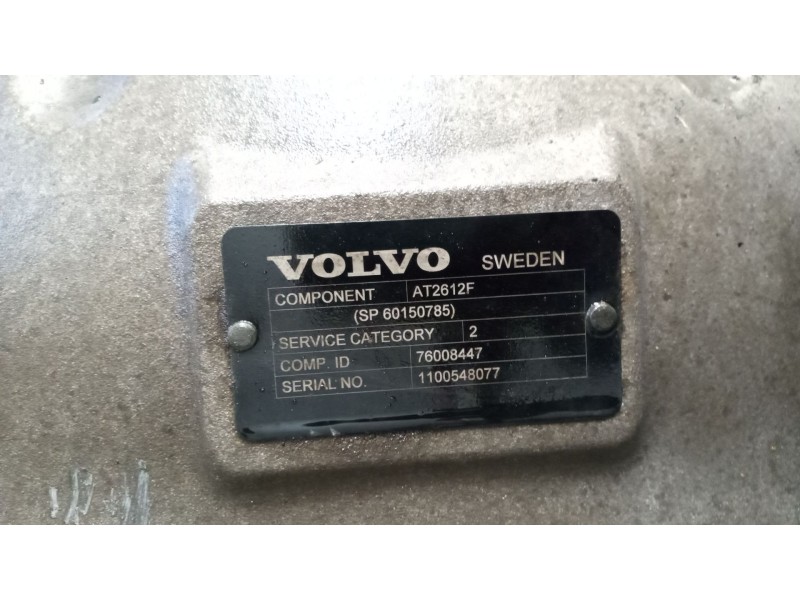 VOLVO SWEDEN
COMPONENT AT2612F
(SP 60150785)
SERVICE CATEGORY 2
COMP. ID 76008447
SERIAL NO. 1100548077